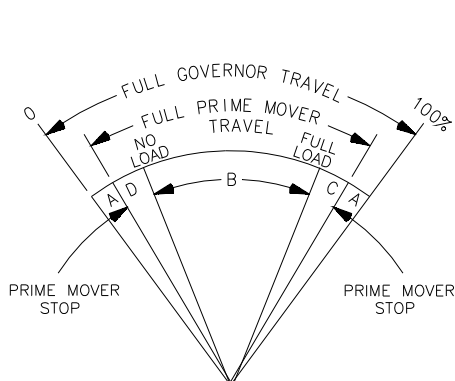 FULL GOVERNOR TRAVEL
0
100%
FULL PRIME MOVER
TRAVEL
NO
LOAD
FULL
LOAD
A
D
B
C
A
PRIME MOVER
STOP
PRIME MOVER
STOP